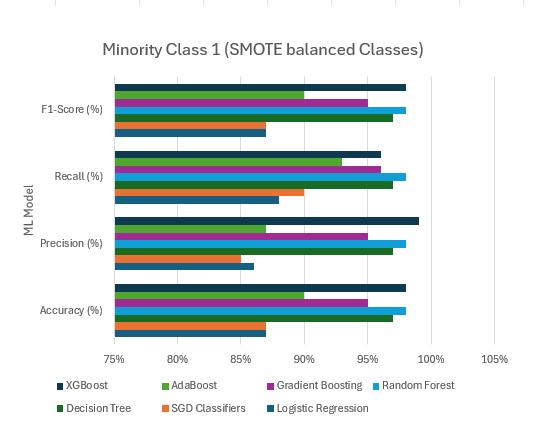 Minority Class 1 (SMOTE balanced Classes)
F1-Score (%)
Recall (%)
Precision (%)
Accuracy (%)
ML Model
75% 80% 85% 90% 95% 100% 105%
XGBoost AdaBoost Gradient Boosting Random Forest
Decision Tree SGD Classifiers Logistic Regression